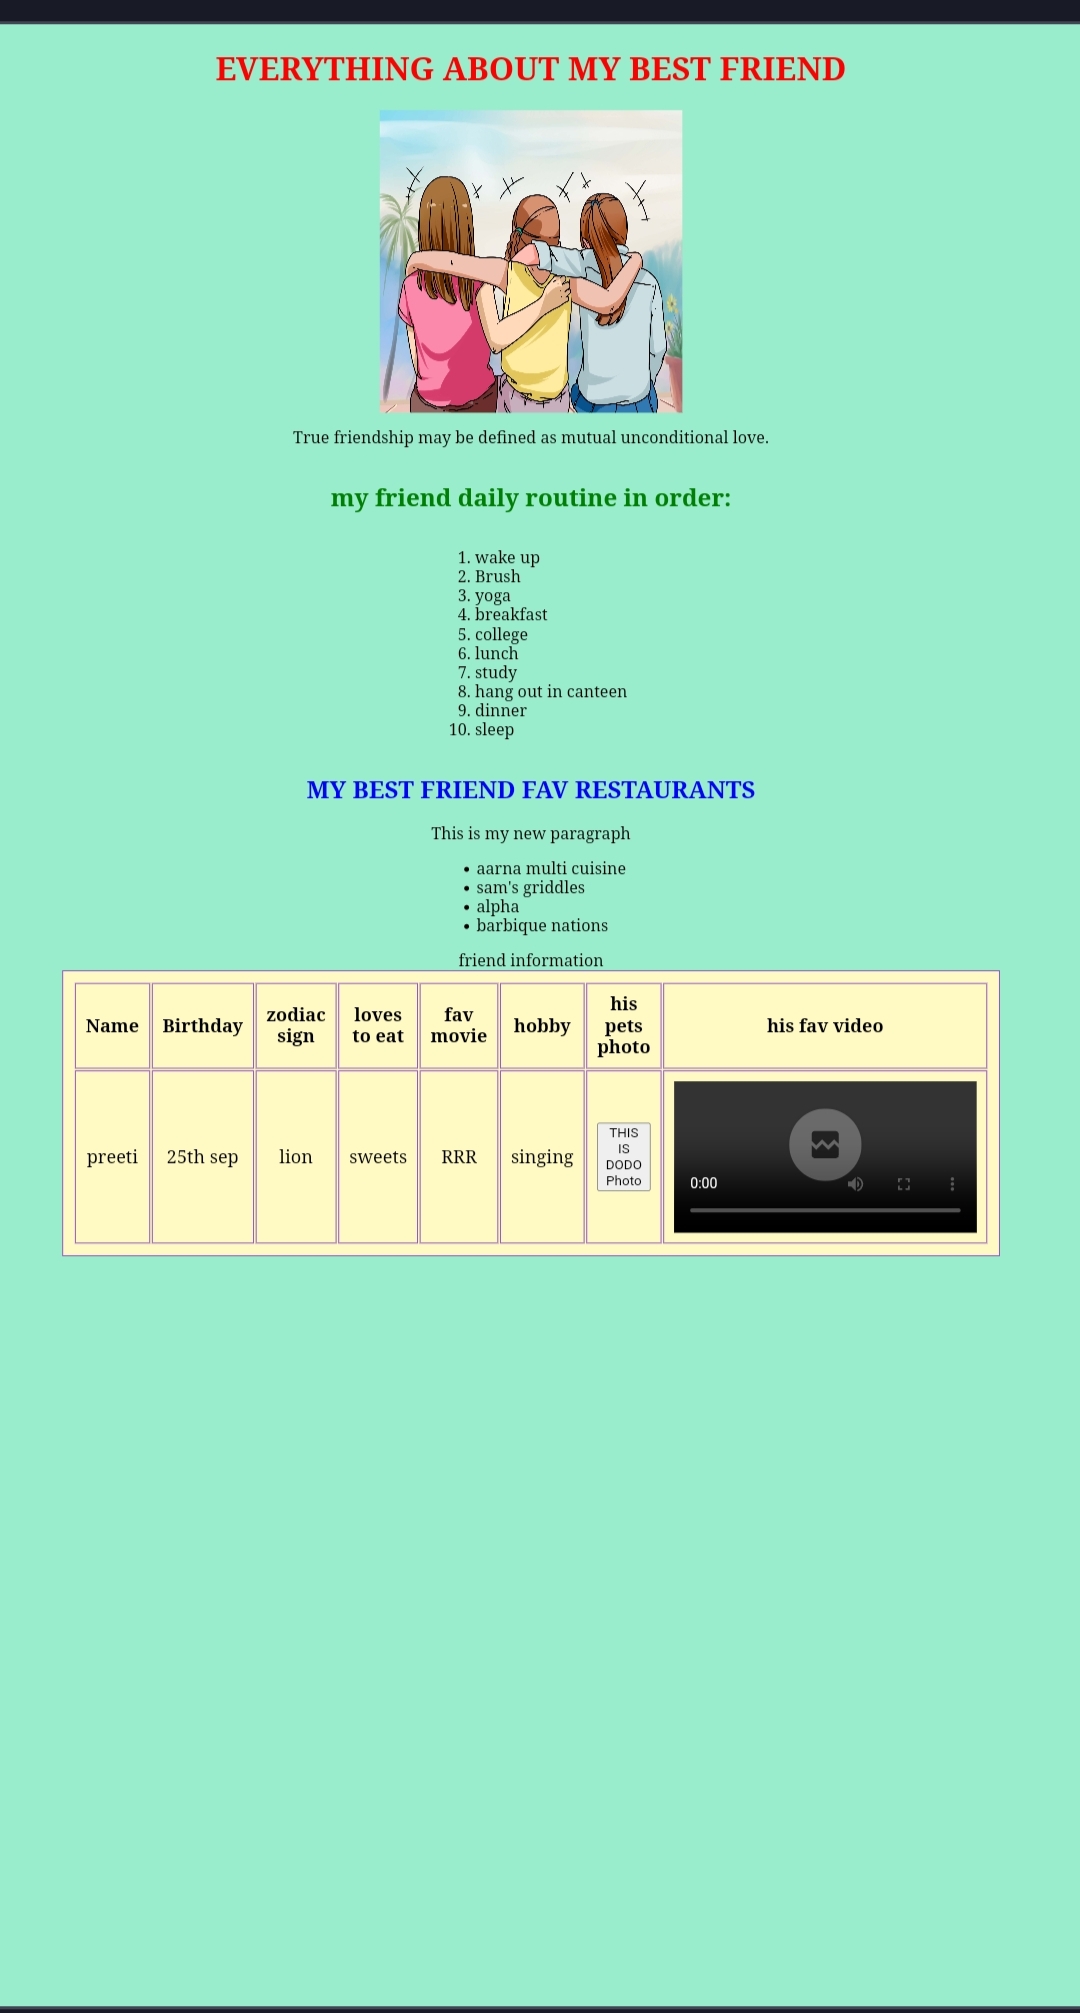 EVERYTHING ABOUT MY BEST FRIEND
True friendship may be defined as mutual unconditional love.
my friend daily routine in order:
1. wake up
2. Brush
3. yoga
4. breakfast
5. college
6. lunch
7. study
8. hang out in canteen
9. dinner
10. sleep
MY BEST FRIEND FAV RESTAURANTS
This is my new paragraph
• aarna multi cuisine
• sam's griddles
• alpha
• barbique nations
friend information
Name Birthday zodiac sign loves to eat fav movie hobby his pets photo his fav video
preeti 25th sep lion sweets RRR singing THIS IS DODO Photo 0:00